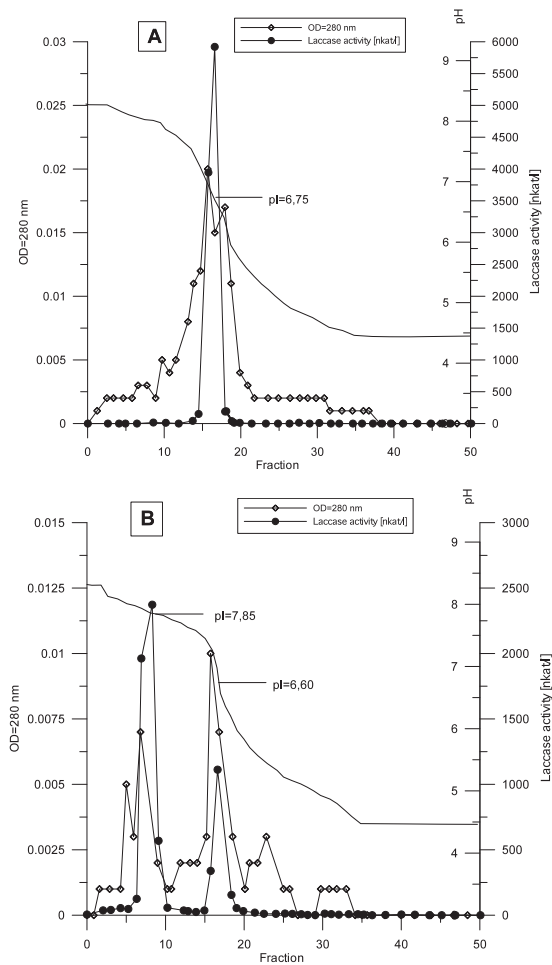 A
OD=280 nm
Laccase activity [nkat/l]
pH
0.03
0.025
0.02
0.015
0.01
0.005
0
OD=280 nm
9
8
7
6
5
4
6000
5500
5000
4500
4000
3500
3000
2500
2000
1500
1000
500
0
Laccase activity [nkat/l]
pI=6,75
0 10 20 30 40 50
Fraction
B
OD=280 nm
Laccase activity [nkat/l]
pH
0.015
0.0125
0.01
0.0075
0.005
0.0025
0
OD=280 nm
9
8
7
6
5
4
3000
2500
2000
1500
1000
500
0
Laccase activity [nkat/l]
pI=7,85
pI=6,60
0 10 20 30 40 50
Fraction